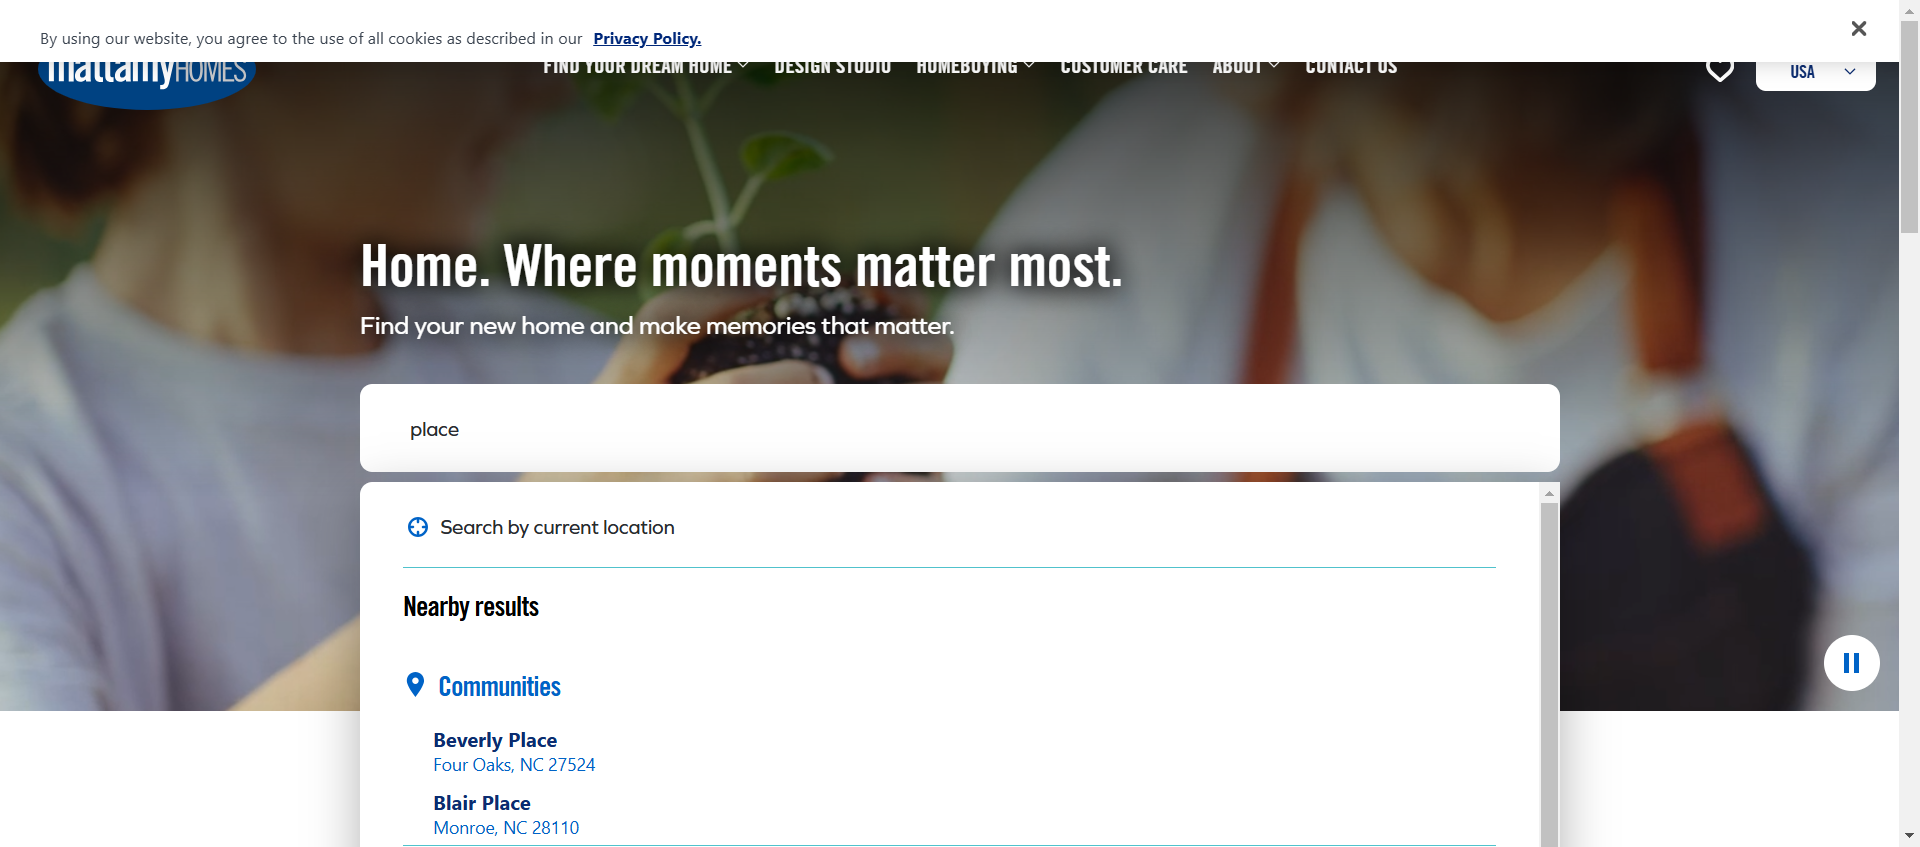 By using our website, you agree to the use of all cookies as described in our Privacy Policy.
mattamyHOMES
FIND YOUR DREAM HOME
DESIGN STUDIO
HOMEBUYING
CUSTOMER CARE
ABOUT
CONTACT US
USA
Home. Where moments matter most.
Find your new home and make memories that matter.
place
Search by current location
Nearby results
Communities
Beverly Place
Four Oaks, NC 27524
Blair Place
Monroe, NC 28110